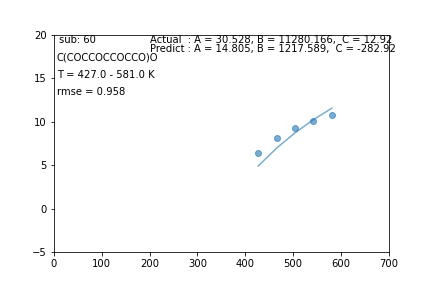 sub: 60
Actual : A = 30.528, B = 11280.166, C = 12.92
Predict : A = 14.805, B = 1217.589, C = -282.92
C(COCCOCCOCCO)O
T = 427.0 - 581.0 K
rmse = 0.958
20
15
10
5
0
−5
0 100 200 300 400 500 600 700